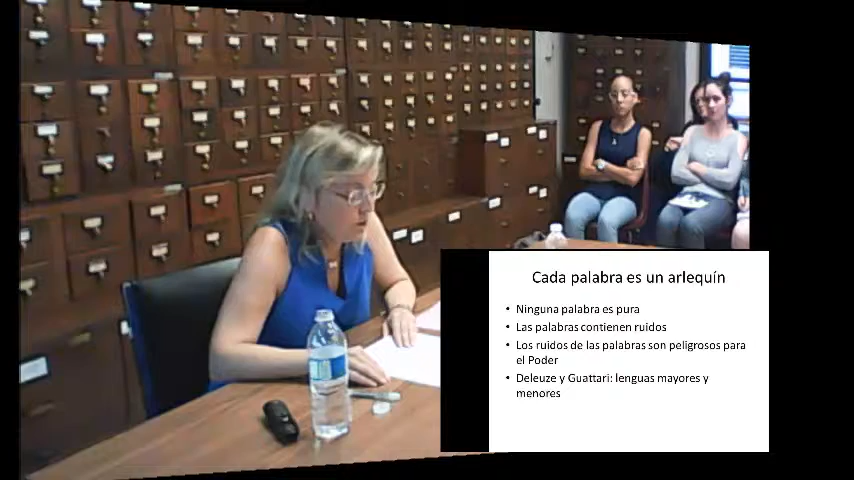 Cada palabra es un arlequín
• Ninguna palabra es pura
• Las palabras contienen ruidos
• Los ruidos de las palabras son peligrosos para
el Poder
• Deleuze y Guattari: lenguas mayores y
menores